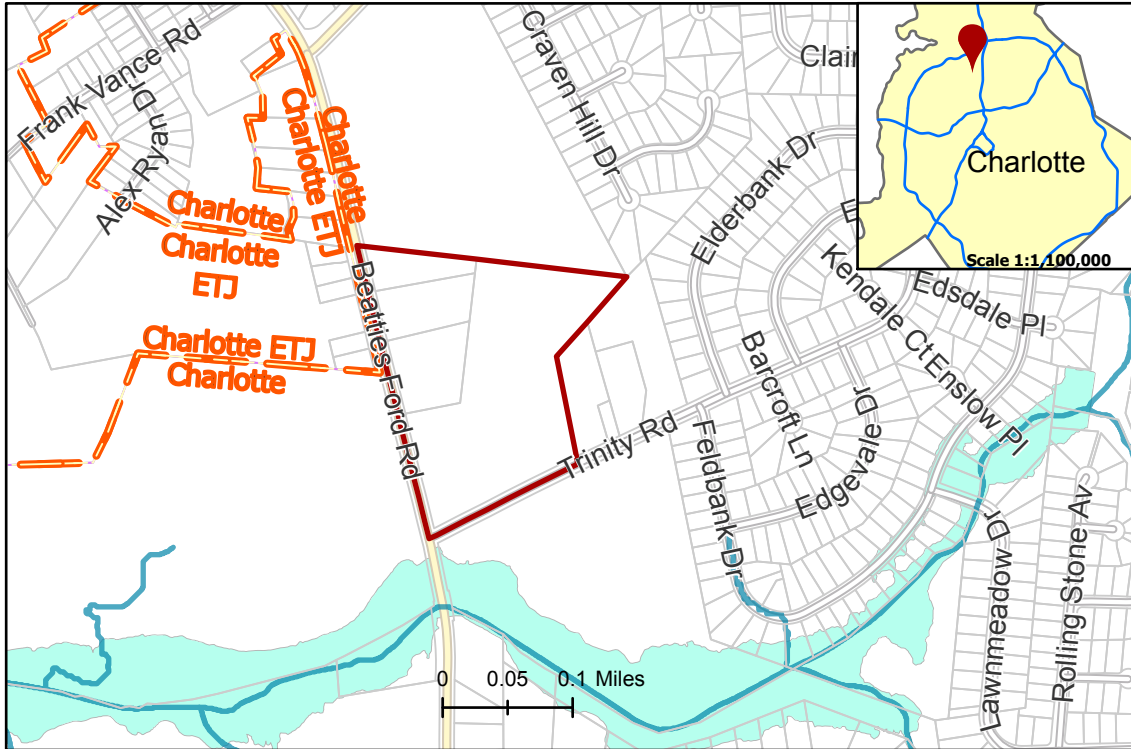 Frank Vance Rd
Alex Ryan Dr
Charlotte
Charlotte ETJ
Charlotte
Charlotte
ETJ
Charlotte ETJ
Charlotte
Beatties Ford Rd
Craven Hill Dr
Clair
Elderbank Dr
E
Kendale Ct
Edsdale Pl
Enslow Pl
Barcroft Ln
Edgevale Dr
Trinity Rd
Feldbank Dr
Lawnmeadow Dr
Rolling Stone Av
0 0.05 0.1 Miles
Charlotte
Scale 1:1,100,000